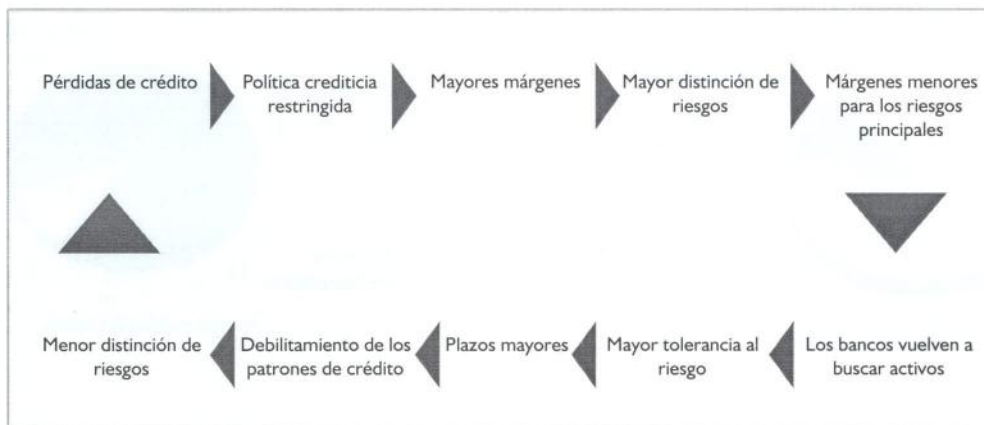 Pérdidas de crédito
Política crediticia
restringida
Mayores márgenes
Mayor distinción de
riesgos
Márgenes menores
para los riesgos
principales
Menor distinción de
riesgos
Debilitamiento de los
patrones de crédito
Plazos mayores
Mayor tolerancia al
riesgo
Los bancos vuelven a
buscar activos